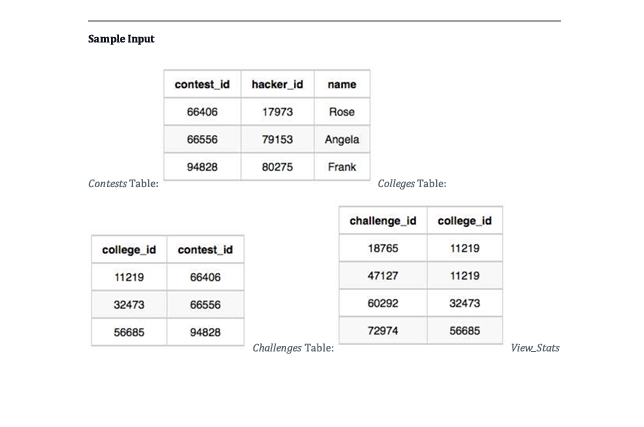 Sample Input
contest_id hacker_id name
66406 17973 Rose
66556 79153 Angela
94828 80275 Frank
Contests Table:
Colleges Table:
college_id contest_id
11219 66406
32473 66556
56685 94828
Challenges Table:
challenge_id college_id
18765 11219
47127 11219
60292 32473
72974 56685
View_Stats